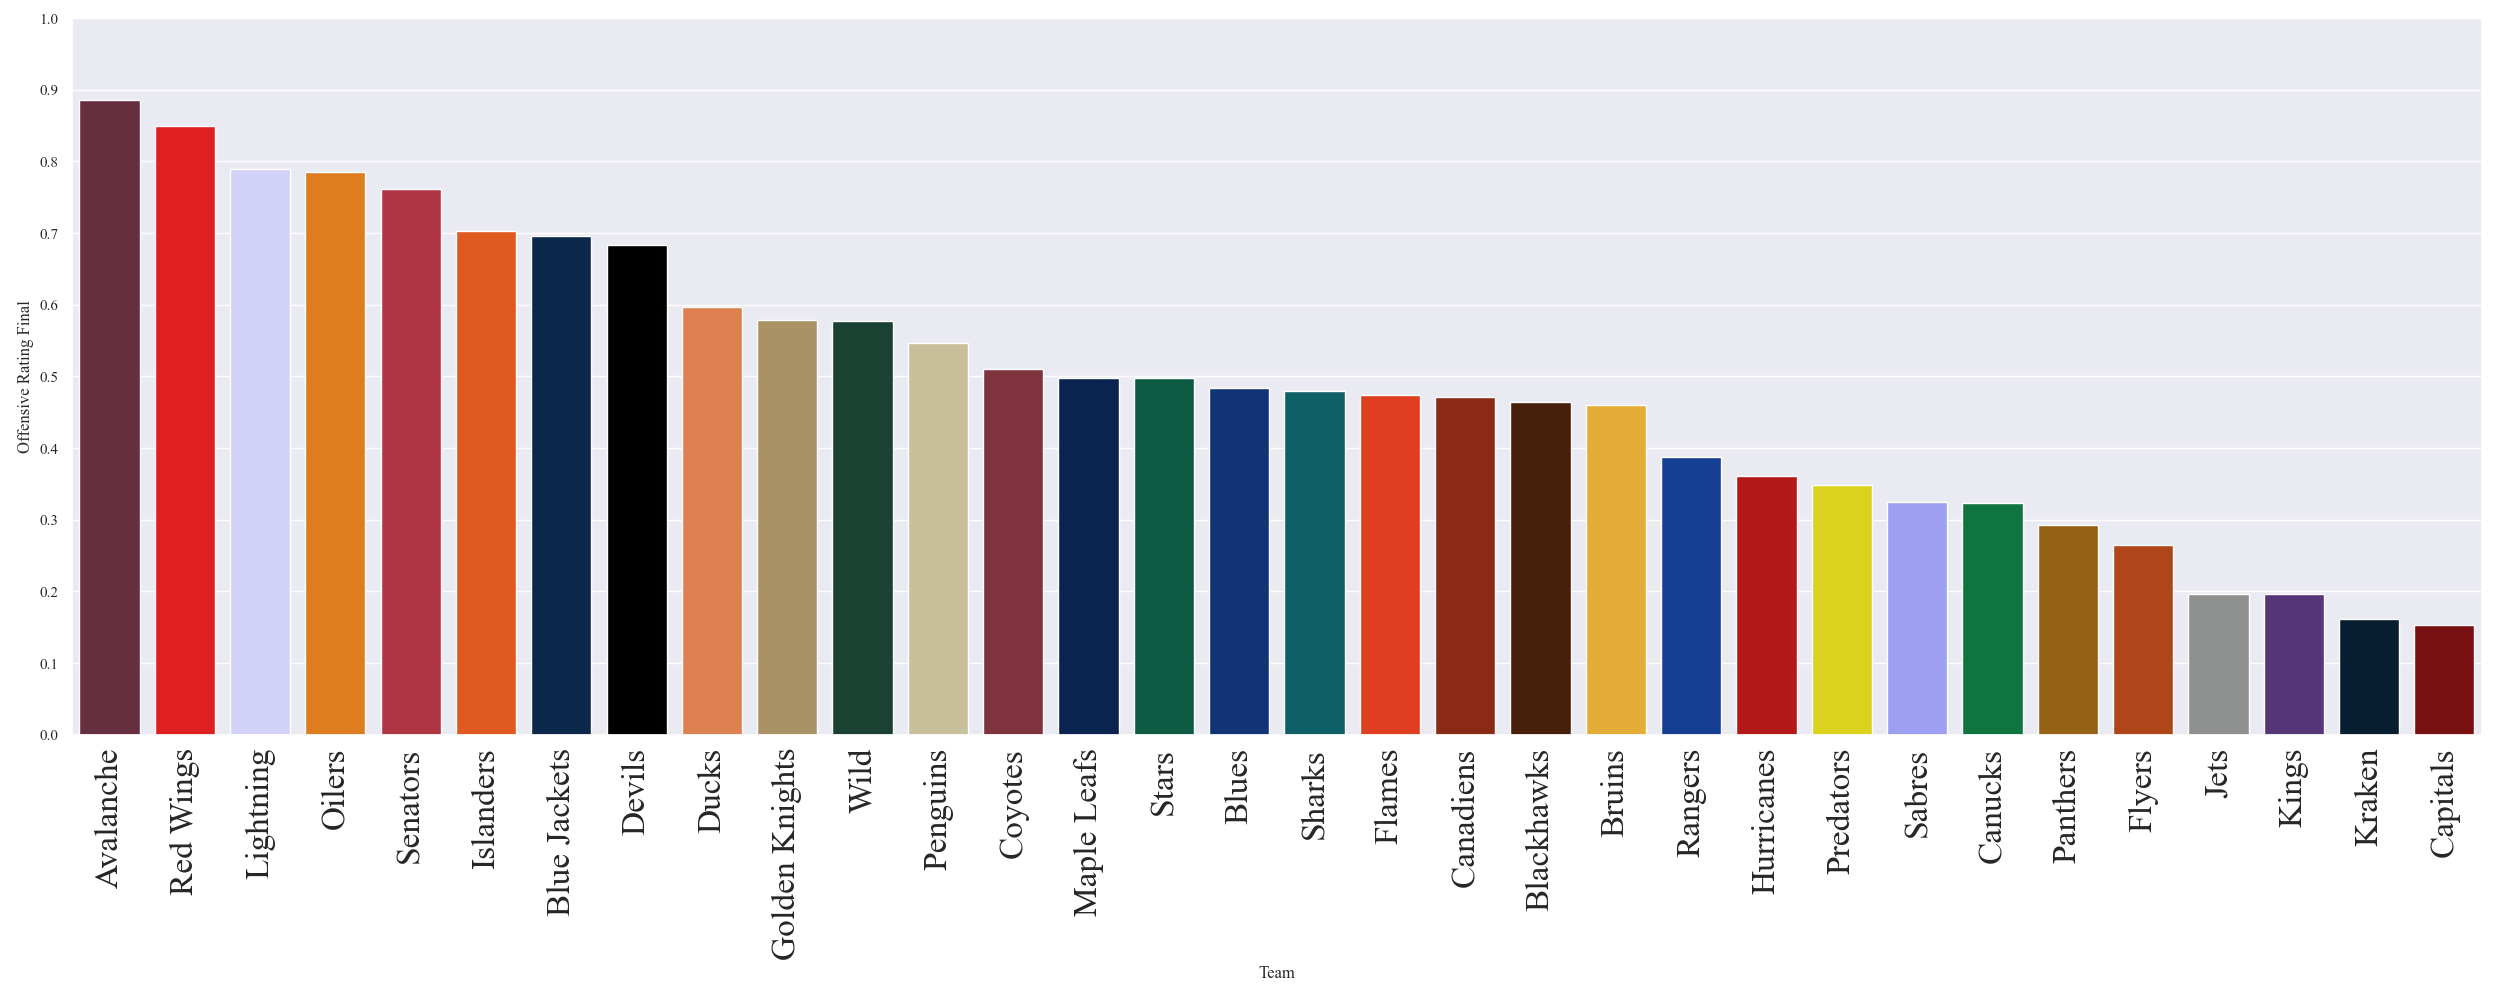 1.0
0.9
0.8
0.7
0.6
0.5
0.4
0.3
0.2
0.1
0.0
Offensive Rating Final
Avalanche
Red Wings
Lightning
Oilers
Senators
Islanders
Blue Jackets
Devils
Ducks
Golden Knights
Wild
Penguins
Coyotes
Maple Leafs
Stars
Blues
Sharks
Flames
Canadiens
Blackhawks
Bruins
Rangers
Hurricanes
Predators
Sabres
Canucks
Panthers
Flyers
Jets
Kings
Kraken
Capitals
Team